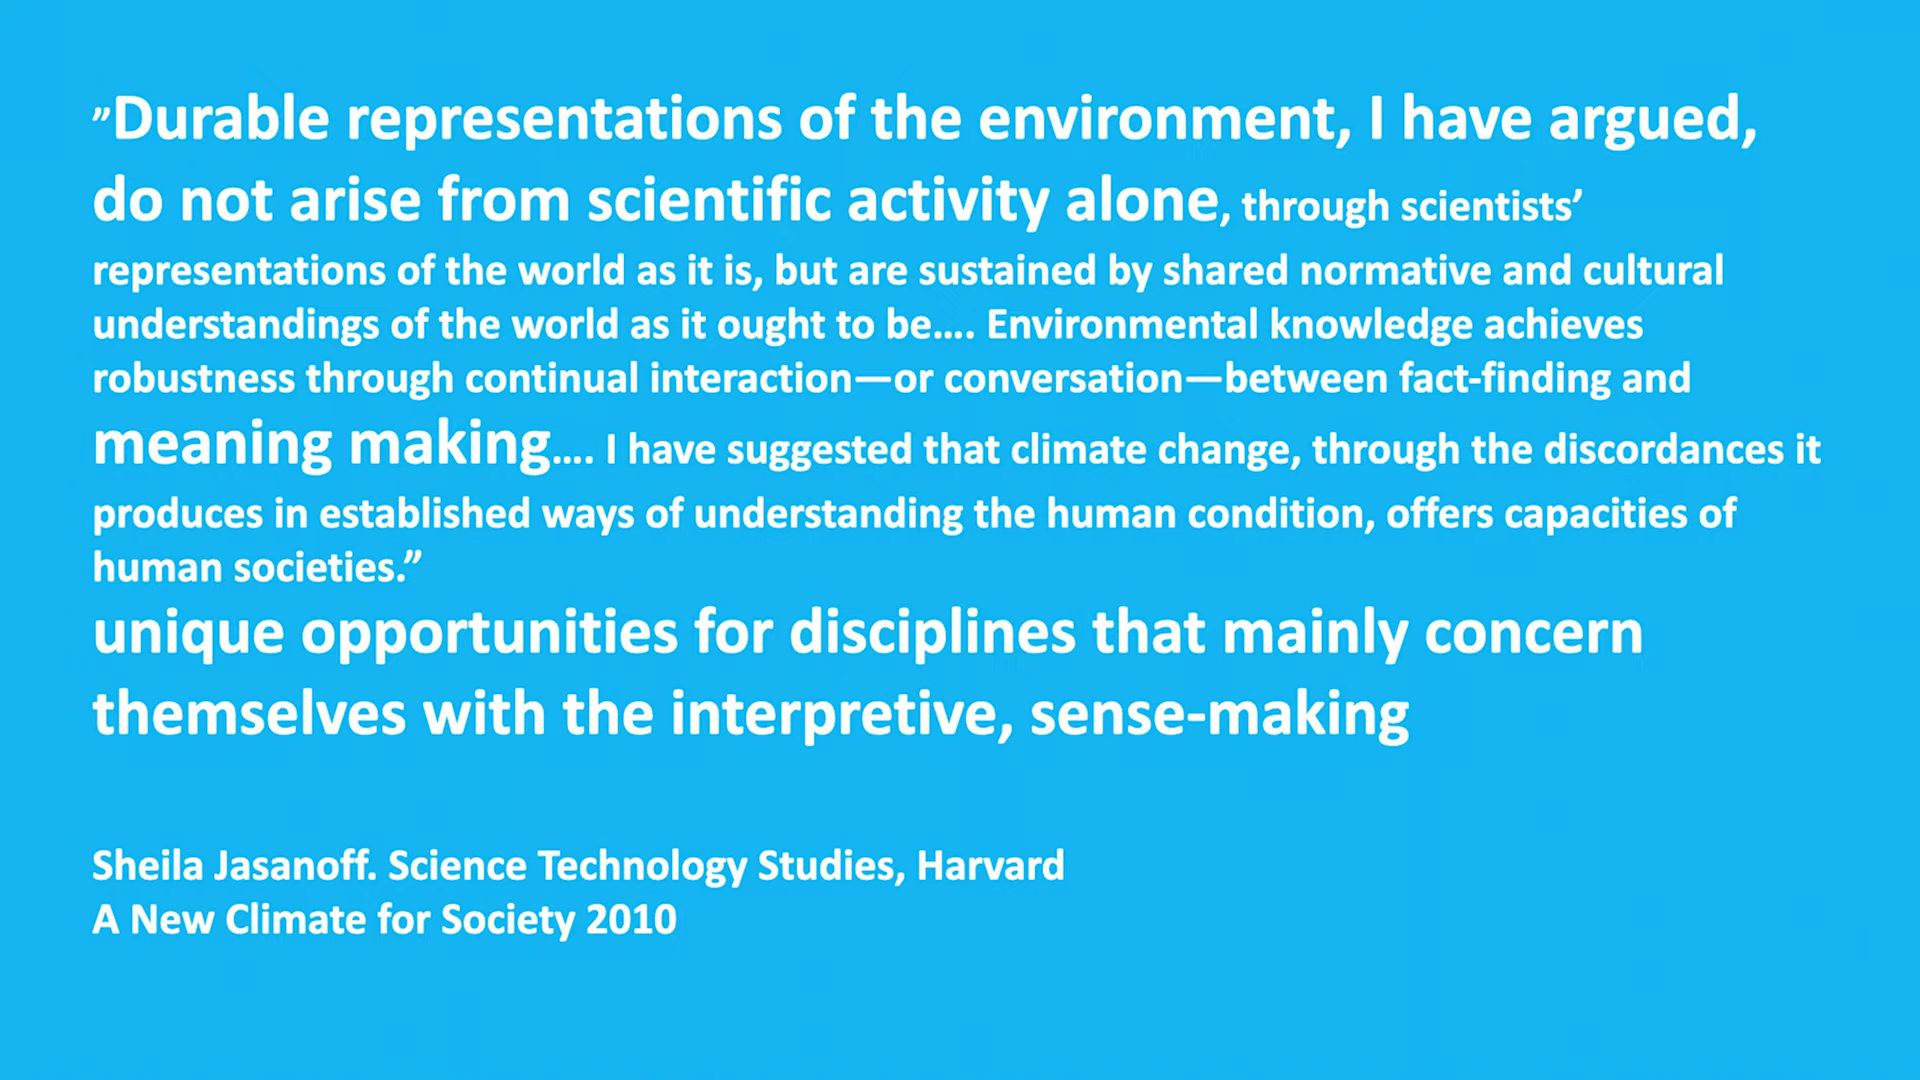 ”Durable representations of the environment, I have argued,
do not arise from scientific activity alone, through scientists’
representations of the world as it is, but are sustained by shared normative and cultural
understandings of the world as it ought to be…. Environmental knowledge achieves
robustness through continual interaction—or conversation—between fact-finding and
meaning making…. I have suggested that climate change, through the discordances it
produces in established ways of understanding the human condition, offers capacities of
human societies.”
unique opportunities for disciplines that mainly concern
themselves with the interpretive, sense-making
Sheila Jasanoff. Science Technology Studies, Harvard
A New Climate for Society 2010